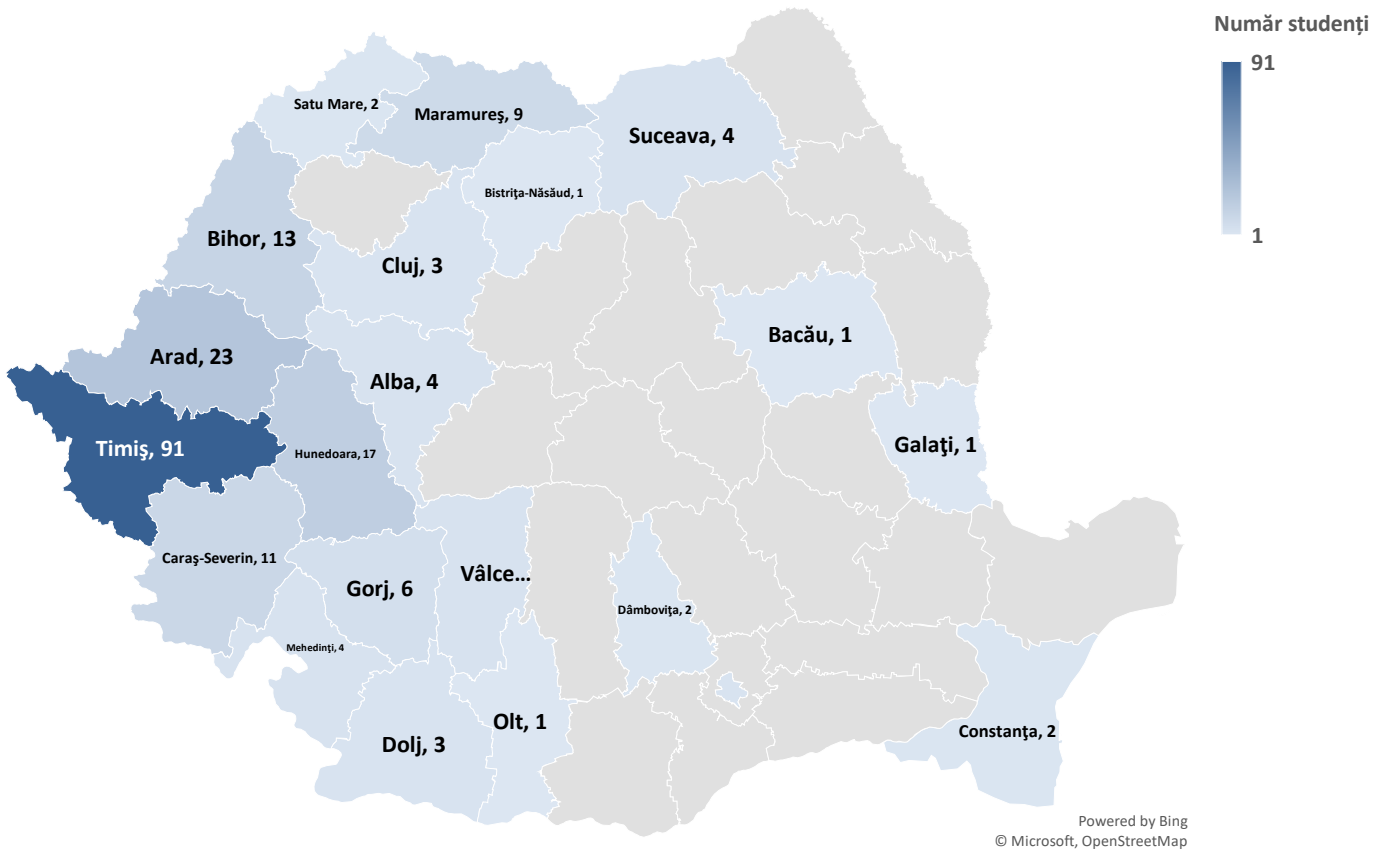 Număr studenți
91
1
Satu Mare, 2
Maramureş, 9
Suceava, 4
Bistriţa-Năsăud, 1
Bihor, 13
Cluj, 3
Bacău, 1
Arad, 23
Alba, 4
Timiş, 91
Hunedoara, 17
Galaţi, 1
Caraş-Severin, 11
Gorj, 6
Vâlce...
Dâmboviţa, 2
Mehedinţi, 4
Olt, 1
Dolj, 3
Constanţa, 2
Powered by Bing
© Microsoft, OpenStreetMap